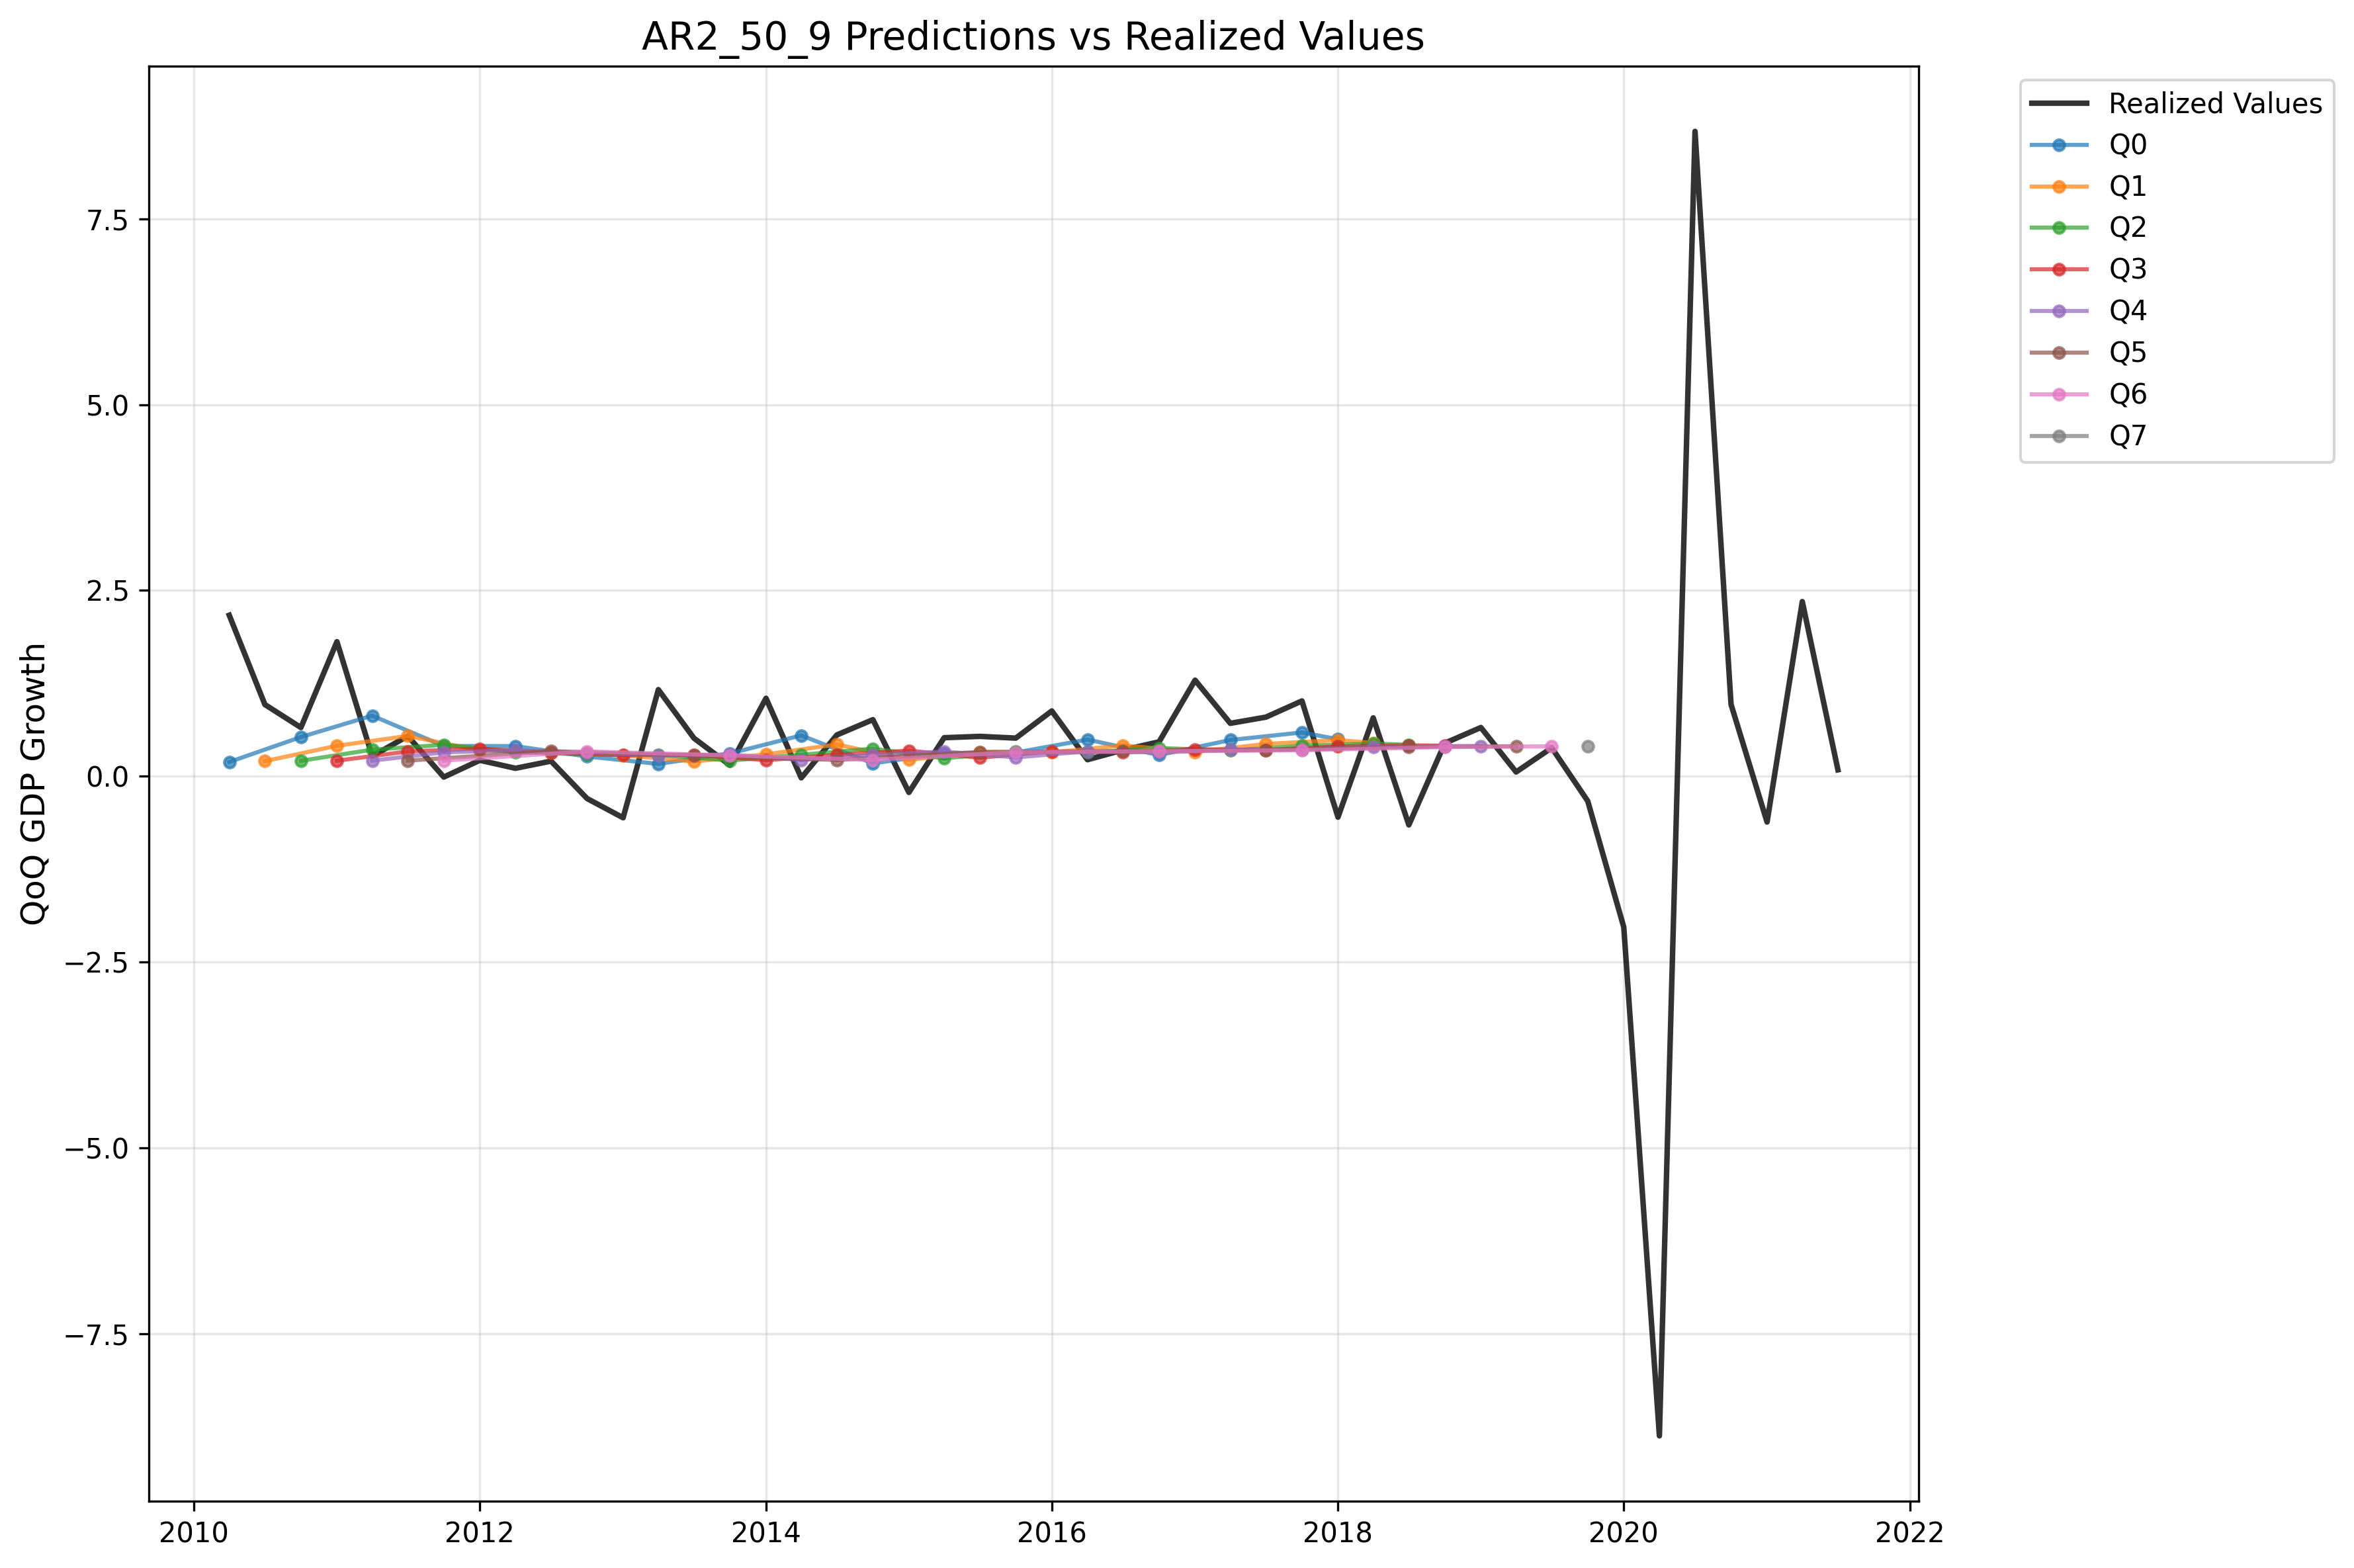 AR2_50_9 Predictions vs Realized Values
QoQ GDP Growth
7.5
5.0
2.5
0.0
−2.5
−5.0
−7.5
2010
2012
2014
2016
2018
2020
2022
Realized Values
Q0
Q1
Q2
Q3
Q4
Q5
Q6
Q7